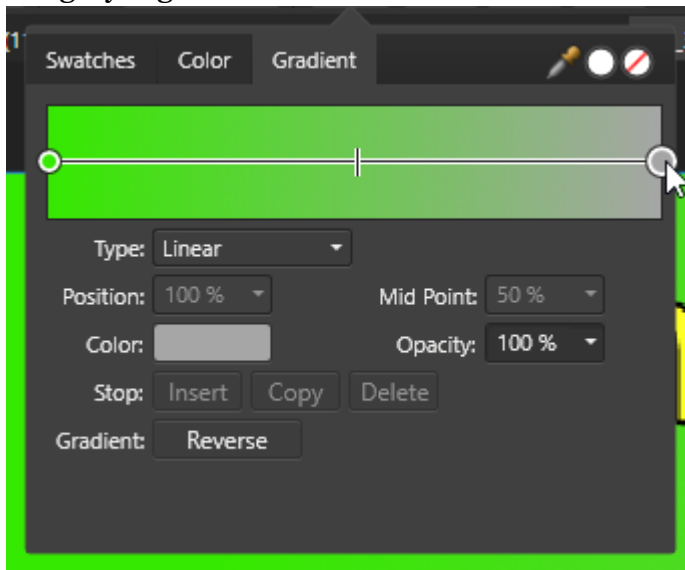 (1
Swatches Color Gradient
Type: Linear
Position: 100 % Mid Point: 50 %
Color: Opacity: 100 %
Stop: Insert Copy Delete
Gradient: Reverse